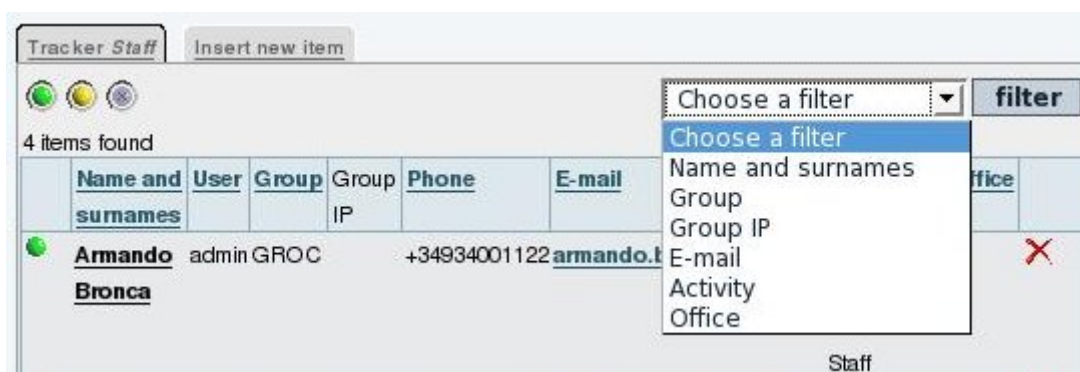 Tracker Staff Insert new item
Choose a filter filter
4 items found
Choose a filter
Name and surnames
Group
Group IP
E-mail
Activity
Office
Name and User Group Group Phone E-mail ffice
surnames IP
Armando admin GROC +34934001122 armando.b
Bronca
Staff